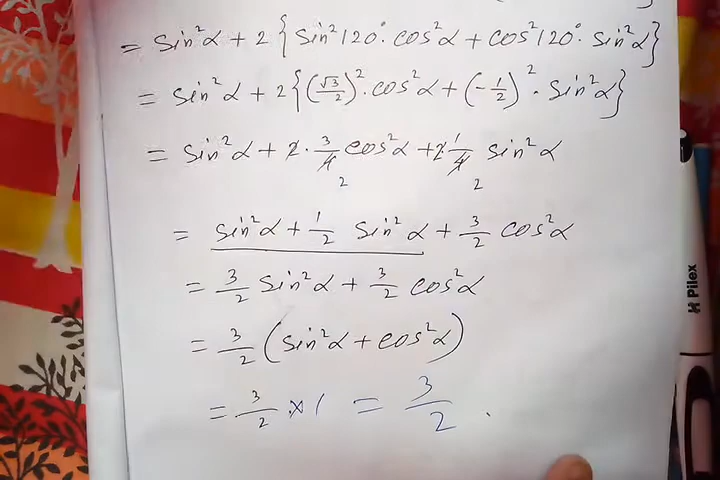 = sin²α + 2 {sin²120°. cos²α + cos²120°. sin²α}
= sin²α + 2{(√3/2)². cos²α + (-1/2)². sin²α}
= sin²α + 2. 3/4 2 cos²α + 2 1/4 2 sin²α
= sin²α + 1/2 sin²α + 3/2 cos²α
= 3/2 sin²α + 3/2 cos²α
= 3/2 (sin²α + cos²α)
= 3/2 × 1 = 3/2.
Pilex